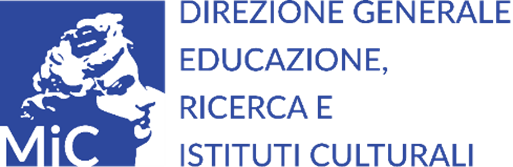 DIREZIONE GENERALE
EDUCAZIONE,
RICERCA E
ISTITUTI CULTURALI
MiC